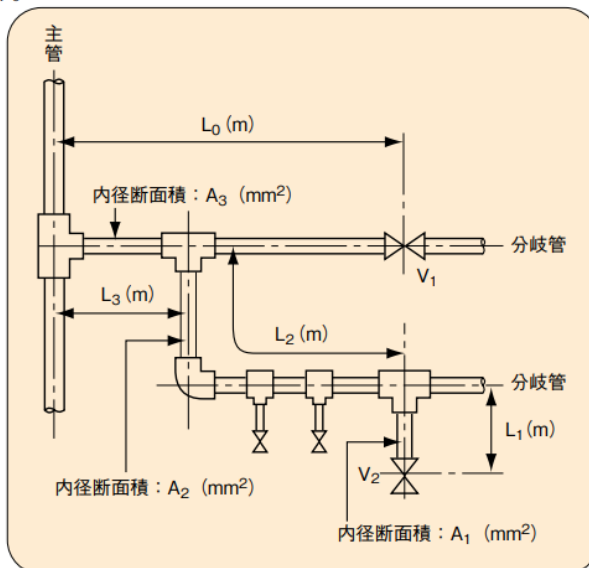 主
管
L₀ (m)
内径断面積：A₃（mm²）
分岐管
V₁
L₃ (m)
L₂ (m)
分岐管
L₁ (m)
内径断面積：A₂（mm²）
V₂
内径断面積：A₁（mm²）